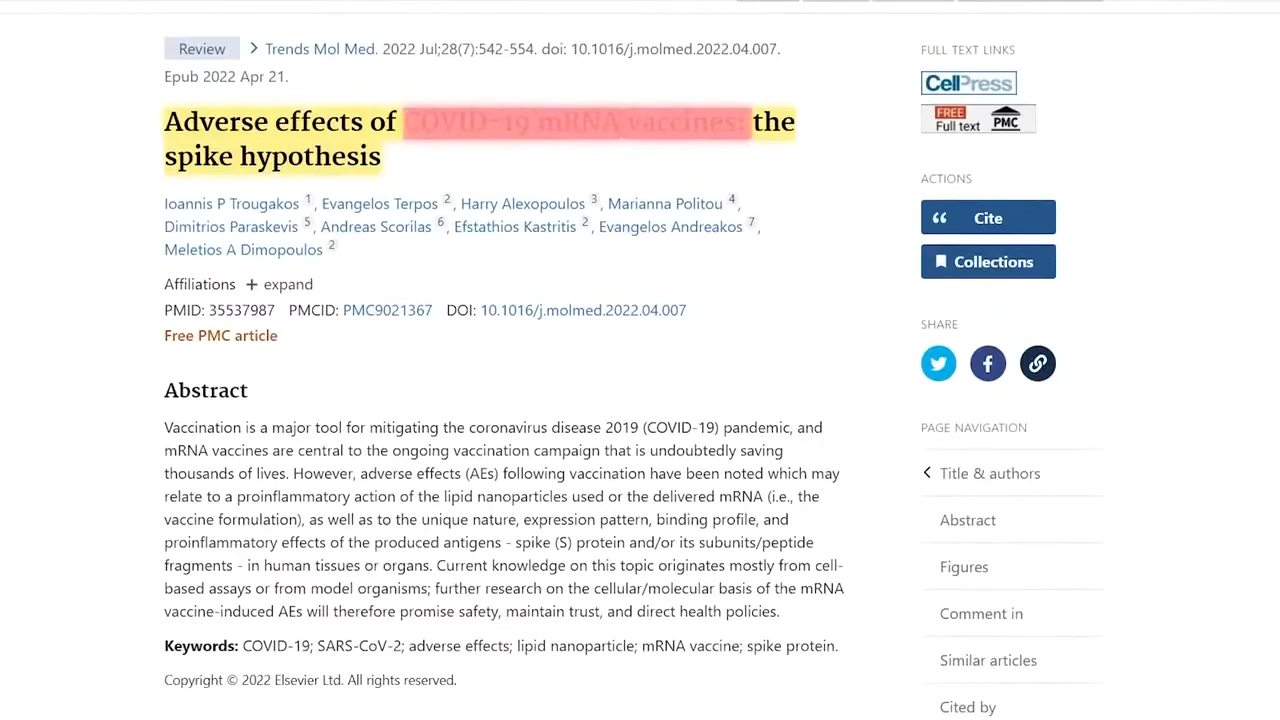 Review > Trends Mol Med. 2022 Jul;28(7):542-554. doi: 10.1016/j.molmed.2022.04.007.
Epub 2022 Apr 21.
Adverse effects of COVID-19 mRNA vaccines: the
spike hypothesis
Ioannis P Trougakos 1, Evangelos Terpos 2, Harry Alexopoulos 3, Marianna Politou 4,
Dimitrios Paraskevis 5, Andreas Scorilas 6, Efstathios Kastritis 2, Evangelos Andreakos 7,
Meletios A Dimopoulos 2
Affiliations + expand
PMID: 35537987 PMCID: PMC9021367 DOI: 10.1016/j.molmed.2022.04.007
Free PMC article
Abstract
Vaccination is a major tool for mitigating the coronavirus disease 2019 (COVID-19) pandemic, and
mRNA vaccines are central to the ongoing vaccination campaign that is undoubtedly saving
thousands of lives. However, adverse effects (AEs) following vaccination have been noted which may
relate to a proinflammatory action of the lipid nanoparticles used or the delivered mRNA (i.e., the
vaccine formulation), as well as to the unique nature, expression pattern, binding profile, and
proinflammatory effects of the produced antigens - spike (S) protein and/or its subunits/peptide
fragments - in human tissues or organs. Current knowledge on this topic originates mostly from cell-
based assays or from model organisms; further research on the cellular/molecular basis of the mRNA
vaccine-induced AEs will therefore promise safety, maintain trust, and direct health policies.
Keywords: COVID-19; SARS-CoV-2; adverse effects; lipid nanoparticle; mRNA vaccine; spike protein.
Copyright © 2022 Elsevier Ltd. All rights reserved.
FULL TEXT LINKS
CellPress
FREE
Full text PMC
ACTIONS
Cite
Collections
SHARE
PAGE NAVIGATION
Title & authors
Abstract
Figures
Comment in
Similar articles
Cited by